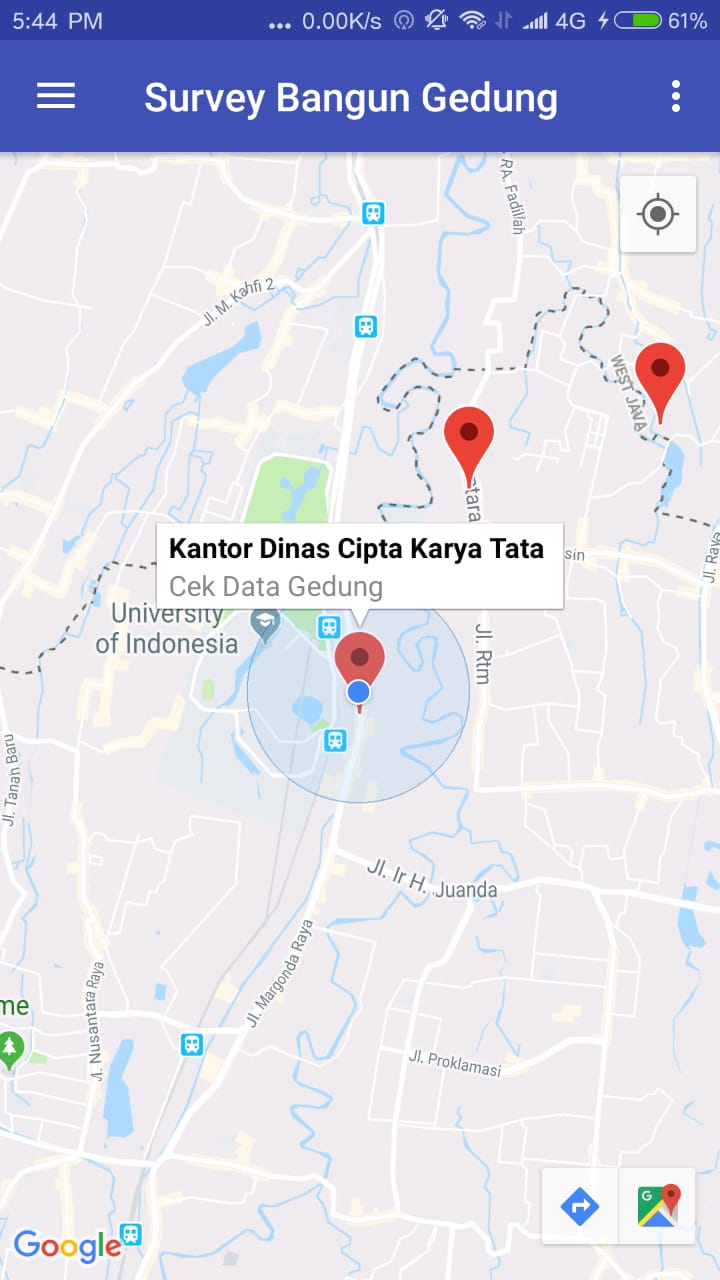 5:44 PM
... 0.00K/s 4G 61%
Survey Bangun Gedung
RA. Fadillah
Jl. M. Kahfi 2
WEST JAVA
Jl. Raya
Kantor Dinas Cipta Karya Tata
Cek Data Gedung
University
of Indonesia
Jl. Rtm
Jl. Tanah Baru
Jl. Ir H. Juanda
Jl. Margonda Raya
Jl. Nusantara Raya
Jl. Proklamasi
G
Google